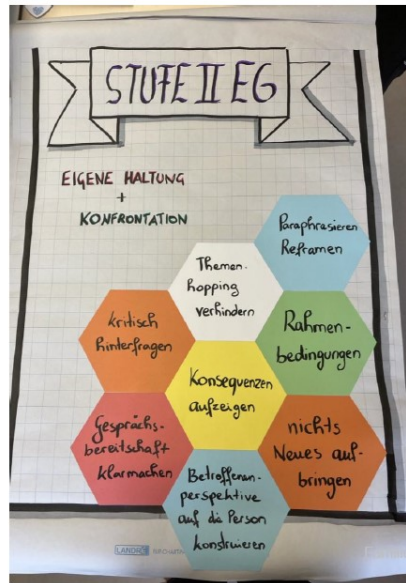 STUFE II EG
EIGENE HALTUNG
+
KONFRONTATION
Paraphrasieren
Reframen
Themen-
hopping
verhindern
kritisch
hinterfragen
Rahmen-
bedingungen
Konsequenzen
aufzeigen
Gesprächs-
bereitschaft
klarmachen
nichts
Neues auf-
bringen
Betroffenen-
perspektive
auf die Person
konstruieren
LANDRÉ